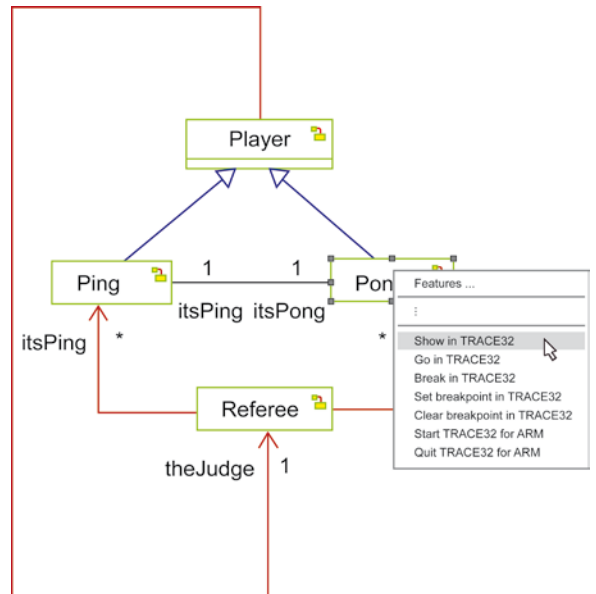 Player
Ping
1
1
Pon
itsPing
itsPong
Features ...
⋮
Show in TRACE32
Go in TRACE32
Break in TRACE32
Set breakpoint in TRACE32
Clear breakpoint in TRACE32
Start TRACE32 for ARM
Quit TRACE32 for ARM
itsPing
*
*
Referee
theJudge
1